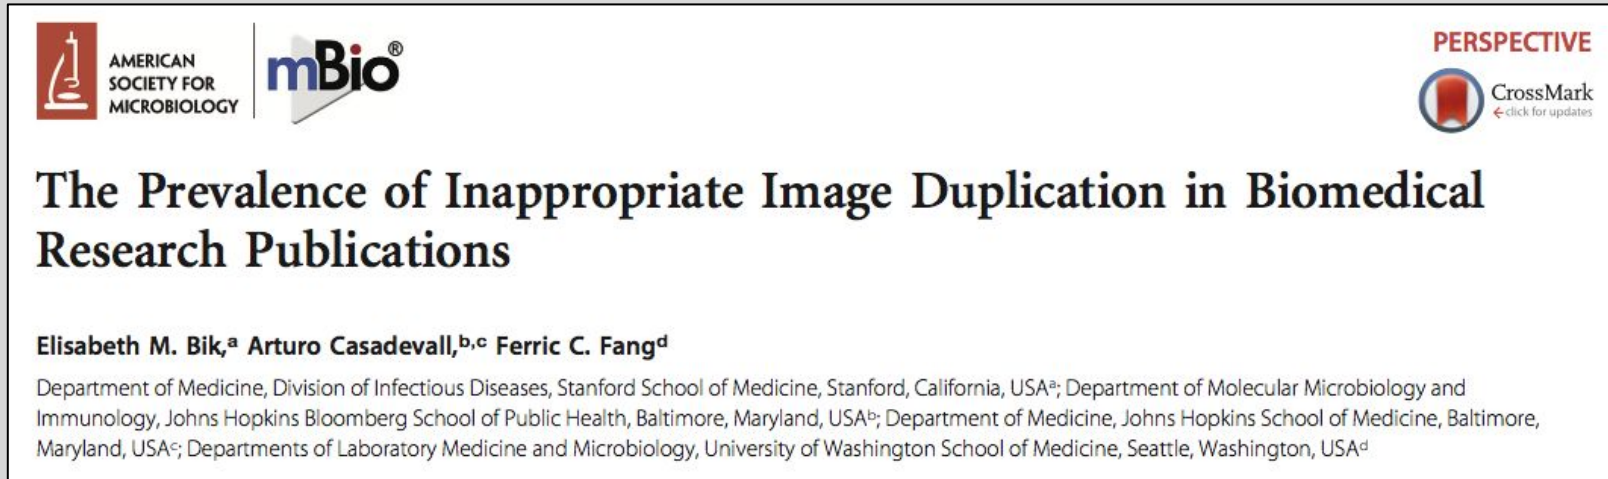 AMERICAN
SOCIETY FOR
MICROBIOLOGY
mBio®
PERSPECTIVE
CrossMark
←click for updates
The Prevalence of Inappropriate Image Duplication in Biomedical
Research Publications
Elisabeth M. Bik,ᵃ Arturo Casadevall,ᵇ,ᶜ Ferric C. Fangᵈ
Department of Medicine, Division of Infectious Diseases, Stanford School of Medicine, Stanford, California, USAᵃ; Department of Molecular Microbiology and
Immunology, Johns Hopkins Bloomberg School of Public Health, Baltimore, Maryland, USAᵇ; Department of Medicine, Johns Hopkins School of Medicine, Baltimore,
Maryland, USAᶜ; Departments of Laboratory Medicine and Microbiology, University of Washington School of Medicine, Seattle, Washington, USAᵈ